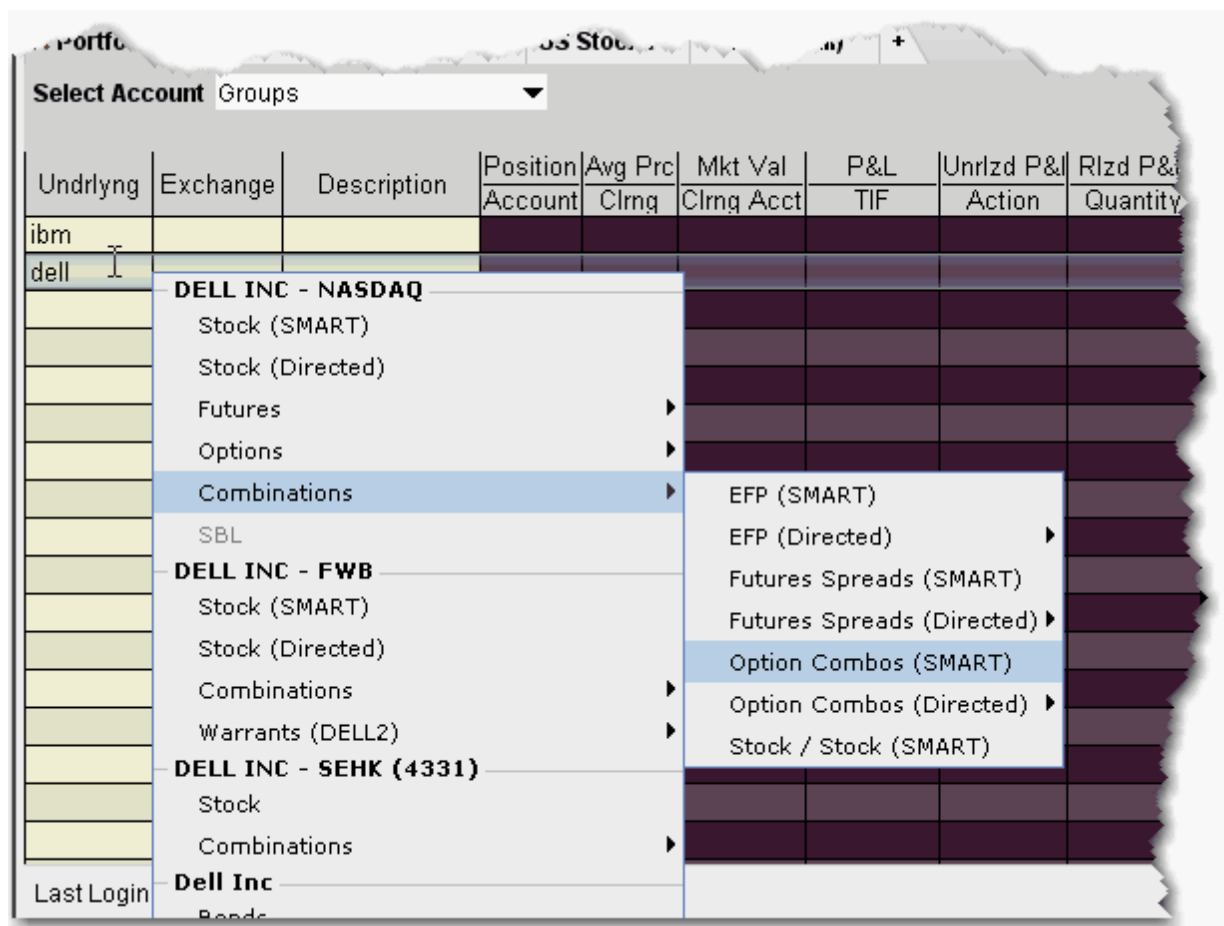 Stoc +
Select Account Groups
Undrlyng Exchange Description Position Avg Prc Mkt Val P&L Unrlzd P&L Rlzd P&
Account Clrng Clrng Acct TIF Action Quantity
ibm
dell
DELL INC - NASDAQ
Stock (SMART)
Stock (Directed)
Futures
Options
Combinations
SBL
DELL INC - FWB
Stock (SMART)
Stock (Directed)
Combinations
Warrants (DELL2)
DELL INC - SEHK (4331)
Stock
Combinations
Dell Inc
Bonds
EFP (SMART)
EFP (Directed)
Futures Spreads (SMART)
Futures Spreads (Directed)
Option Combos (SMART)
Option Combos (Directed)
Stock / Stock (SMART)
Last Login